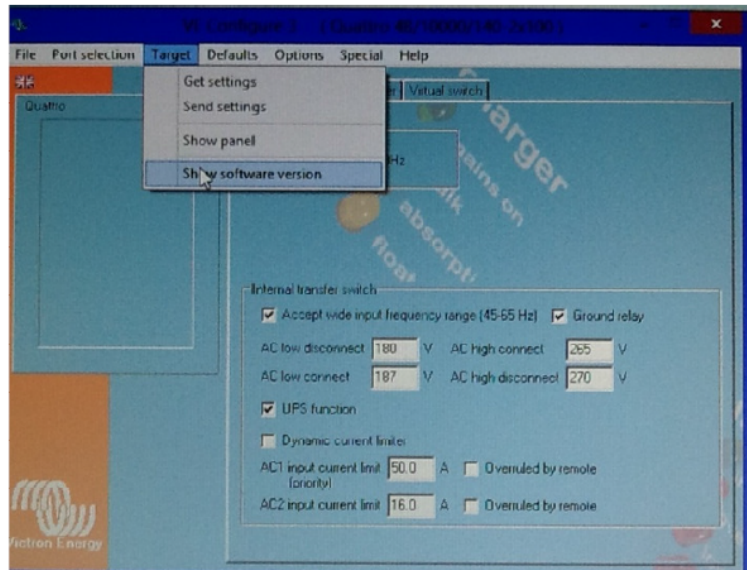 VE Configure 3 ( Quattro 48/10000/140-2x100 )
File Port selection Target Defaults Options Special Help
Get settings
Send settings
Show panel
Show software version
Virtual switch
Quattro
Hz
Charger
mains on
absorpti
float
Internal transfer switch
Accept wide input frequency range (45-65 Hz) Ground relay
AC low disconnect 180 V AC high connect 265 V
AC low connect 187 V AC high disconnect 270 V
UPS function
Dynamic current limiter
AC1 input current limit 50.0 A Overruled by remote
(priority)
AC2 input current limit 16.0 A Overruled by remote
victron energy